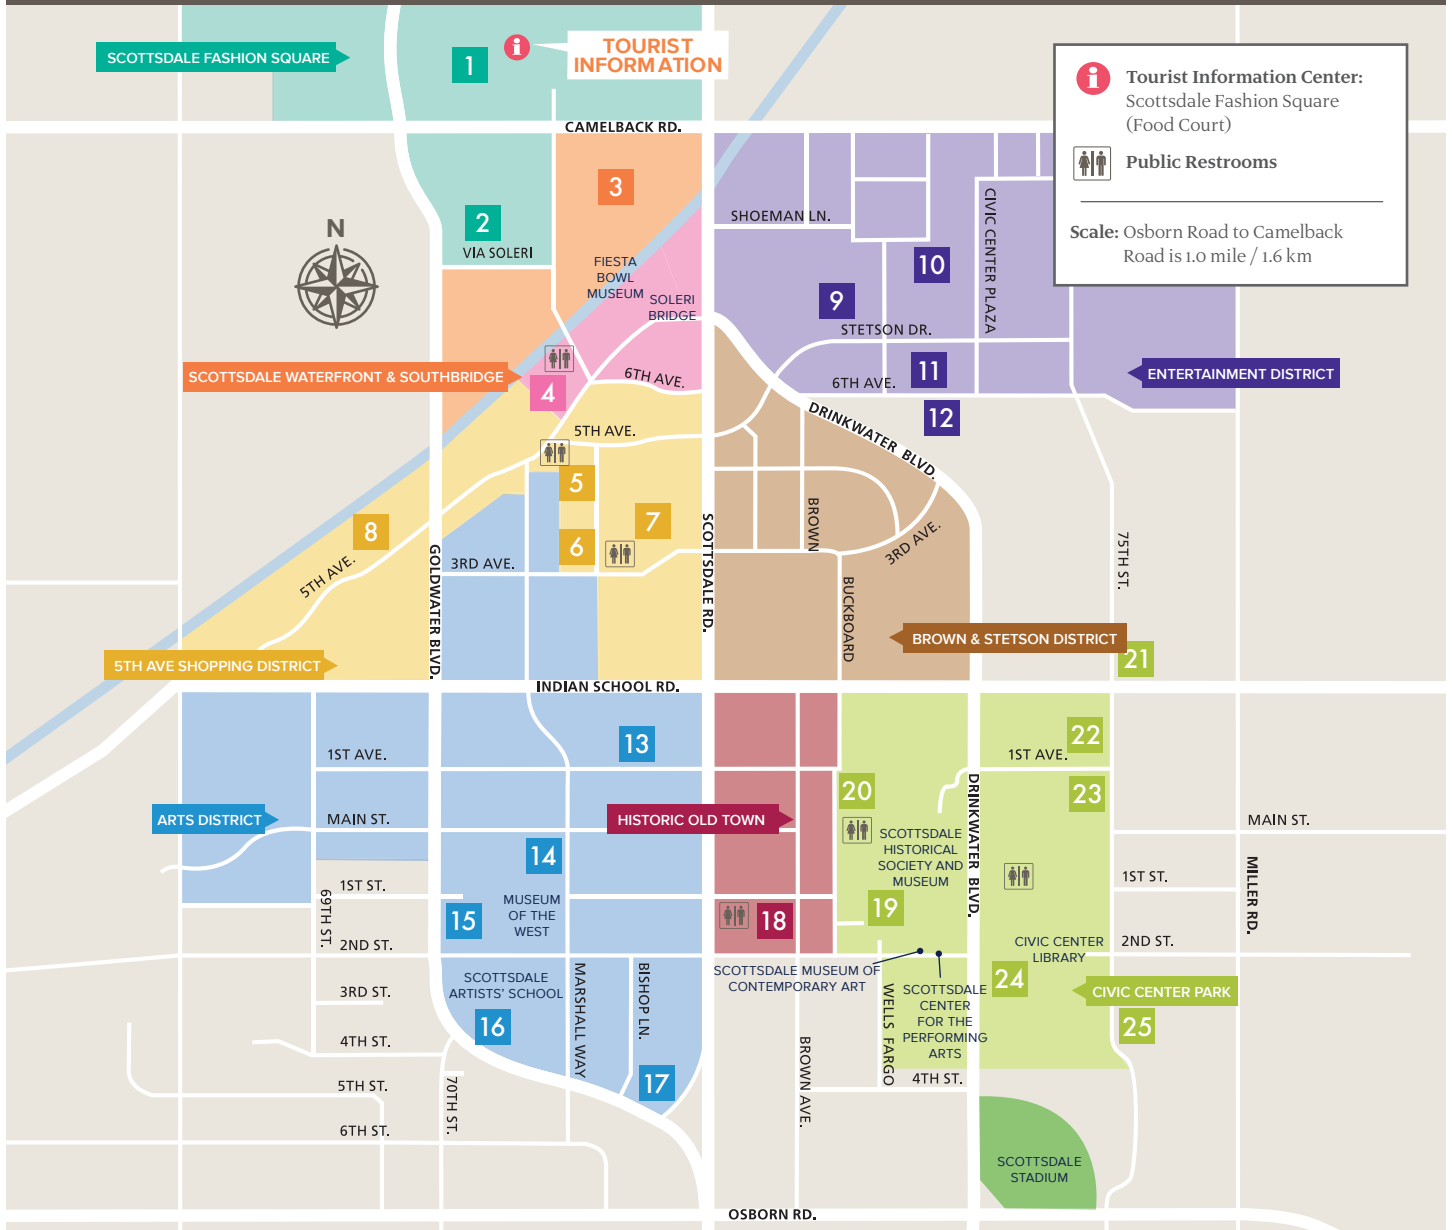 SCOTTSDALE FASHION SQUARE
1
i
TOURIST
INFORMATION
i
Tourist Information Center:
Scottsdale Fashion Square
(Food Court)
Public Restrooms
Scale: Osborn Road to Camelback
Road is 1.0 mile / 1.6 km
CAMELBACK RD.
3
2
VIA SOLERI
N
SHOEMAN LN.
CIVIC CENTER PLAZA
10
9
FIESTA
BOWL
MUSEUM
SOLERI
BRIDGE
STETSON DR.
SCOTTSDALE WATERFRONT & SOUTHBRIDGE
4
6TH AVE.
6TH AVE.
11
ENTERTAINMENT DISTRICT
12
DRINKWATER BLVD.
5TH AVE.
5
7
8
6
3RD AVE.
5TH AVE.
GOLDWATER BLVD.
SCOTTSDALE RD.
BROWN
3RD AVE.
75TH ST.
BUCKBOARD
BROWN & STETSON DISTRICT
21
5TH AVE SHOPPING DISTRICT
INDIAN SCHOOL RD.
13
22
1ST AVE.
1ST AVE.
20
23
DRINKWATER BLVD.
ARTS DISTRICT
MAIN ST.
HISTORIC OLD TOWN
MAIN ST.
SCOTTSDALE
HISTORICAL
SOCIETY AND
MUSEUM
14
MILLER RD.
1ST ST.
1ST ST.
69TH ST.
MUSEUM
OF THE
WEST
15
18
19
2ND ST.
CIVIC CENTER
LIBRARY
2ND ST.
SCOTTSDALE MUSEUM OF
CONTEMPORARY ART
SCOTTSDALE
ARTISTS' SCHOOL
24
3RD ST.
MARSHALL WAY
BISHOP LN.
WELLS FARGO
SCOTTSDALE
CENTER
FOR THE
PERFORMING
ARTS
CIVIC CENTER PARK
16
25
4TH ST.
BROWN AVE.
4TH ST.
17
5TH ST.
70TH ST.
6TH ST.
SCOTTSDALE
STADIUM
OSBORN RD.